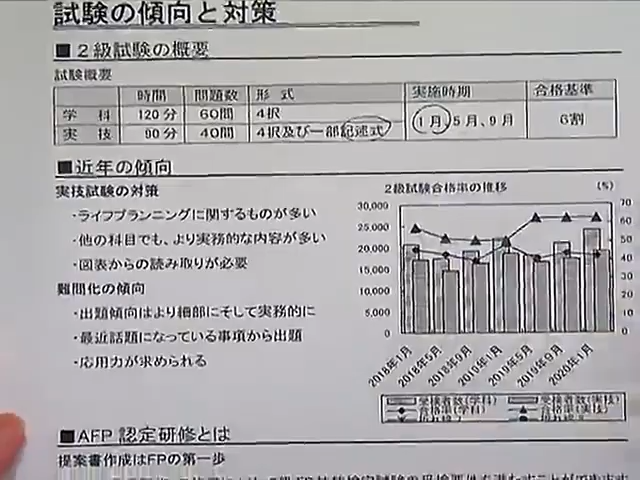 試験の傾向と対策
■２級試験の概要
試験概要
時間 問題数 形 式 実施時期 合格基準
学 科 120分 60問 4択 1月、5月、9月 6割
実 技 90分 40問 4択及び一部記述式
■近年の傾向
実技試験の対策
・ライフプランニングに関するものが多い
・他の科目でも、より実務的な内容が多い
・図表からの読み取りが必要
難問化の傾向
・出題傾向はより細部にそして実務的に
・最近話題になっている事項から出題
・応用力が求められる
2級試験合格率の推移 (%)
30,000 70
25,000 60
20,000 50
15,000 40
10,000 30
5,000 20
0 10
0
2018年1月 2018年5月 2018年9月 2019年1月 2019年5月 2019年9月 2020年1月
受検者数(学科) 受検者数(実技)
合格率(学科) 合格率(実技)
■AFP 認定研修とは
提案書作成はFPの第一歩